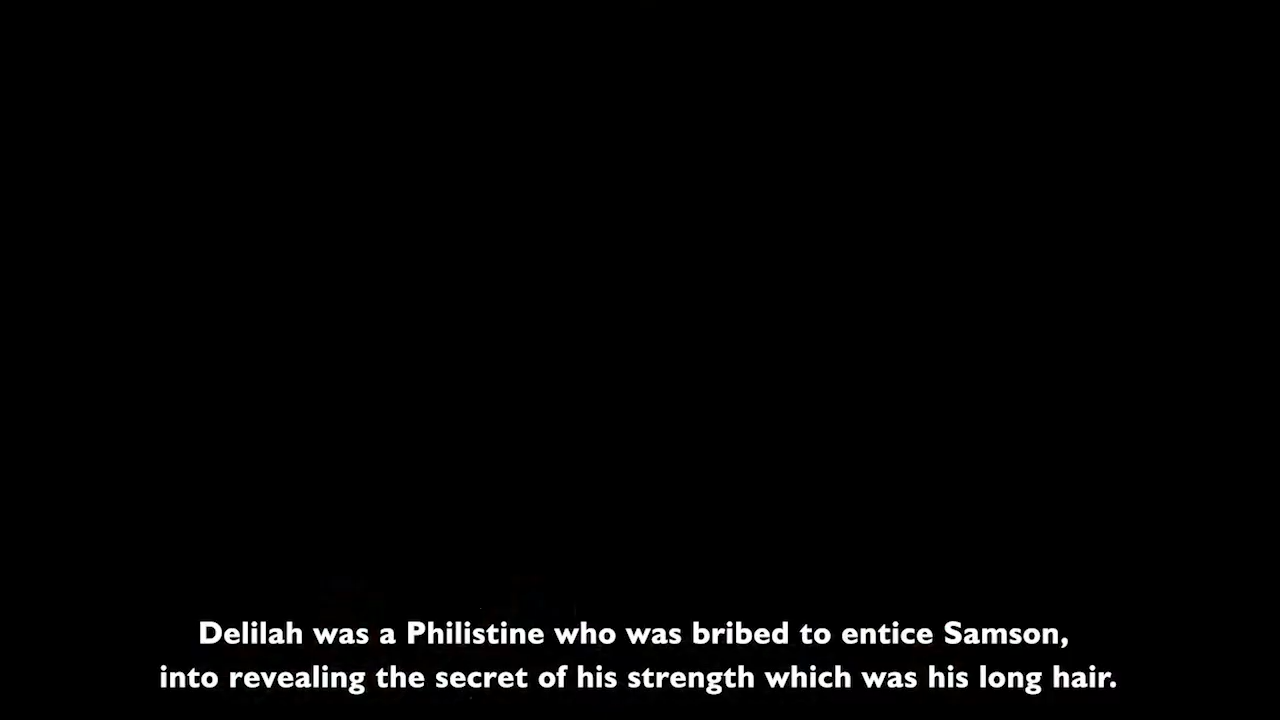 Delilah was a Philistine who was bribed to entice Samson,
into revealing the secret of his strength which was his long hair.